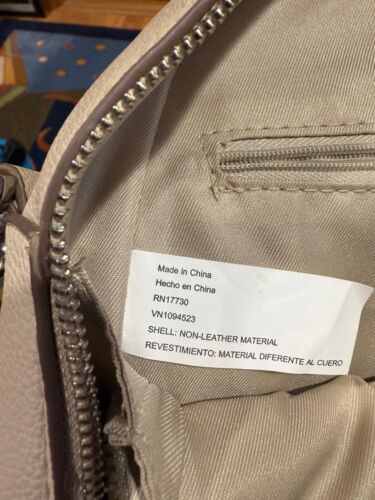 Made in China
Hecho en China
RN17730
VN1094523
SHELL: NON-LEATHER MATERIAL
REVESTIMIENTO: MATERIAL DIFERENTE AL CUERO